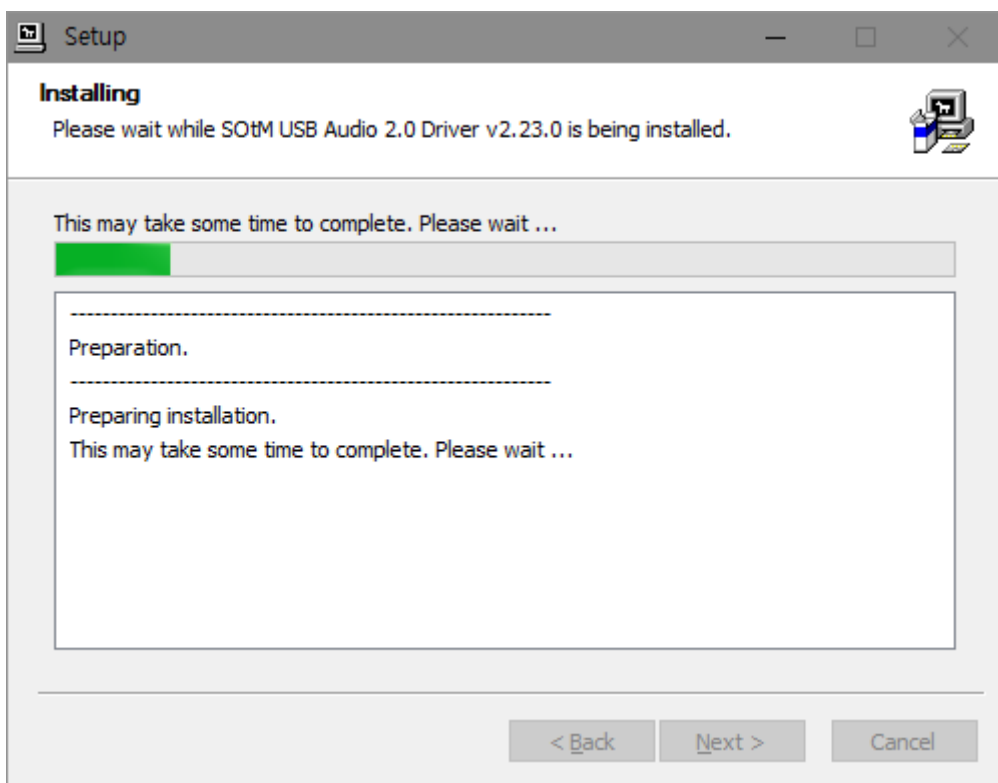 Setup
Installing
Please wait while SOtM USB Audio 2.0 Driver v2.23.0 is being installed.
This may take some time to complete. Please wait ...
------------------------------------------------------------
Preparation.
------------------------------------------------------------
Preparing installation.
This may take some time to complete. Please wait ...
< Back Next > Cancel